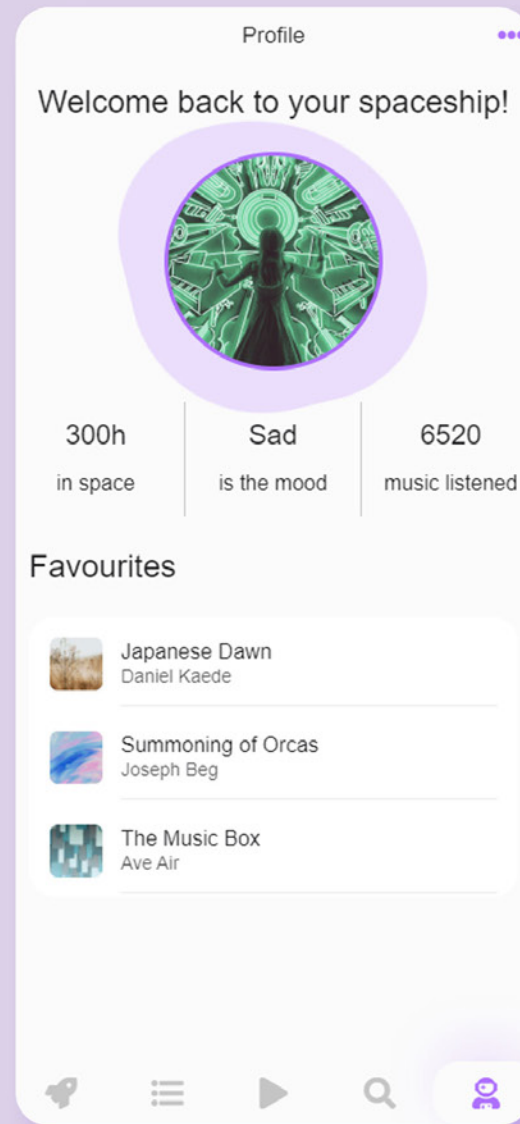 Profile
Welcome back to your spaceship!
300h
Sad
6520
in space
is the mood
music listened
Favourites
Japanese Dawn
Daniel Kaede
Summoning of Orcas
Joseph Beg
The Music Box
Ave Air